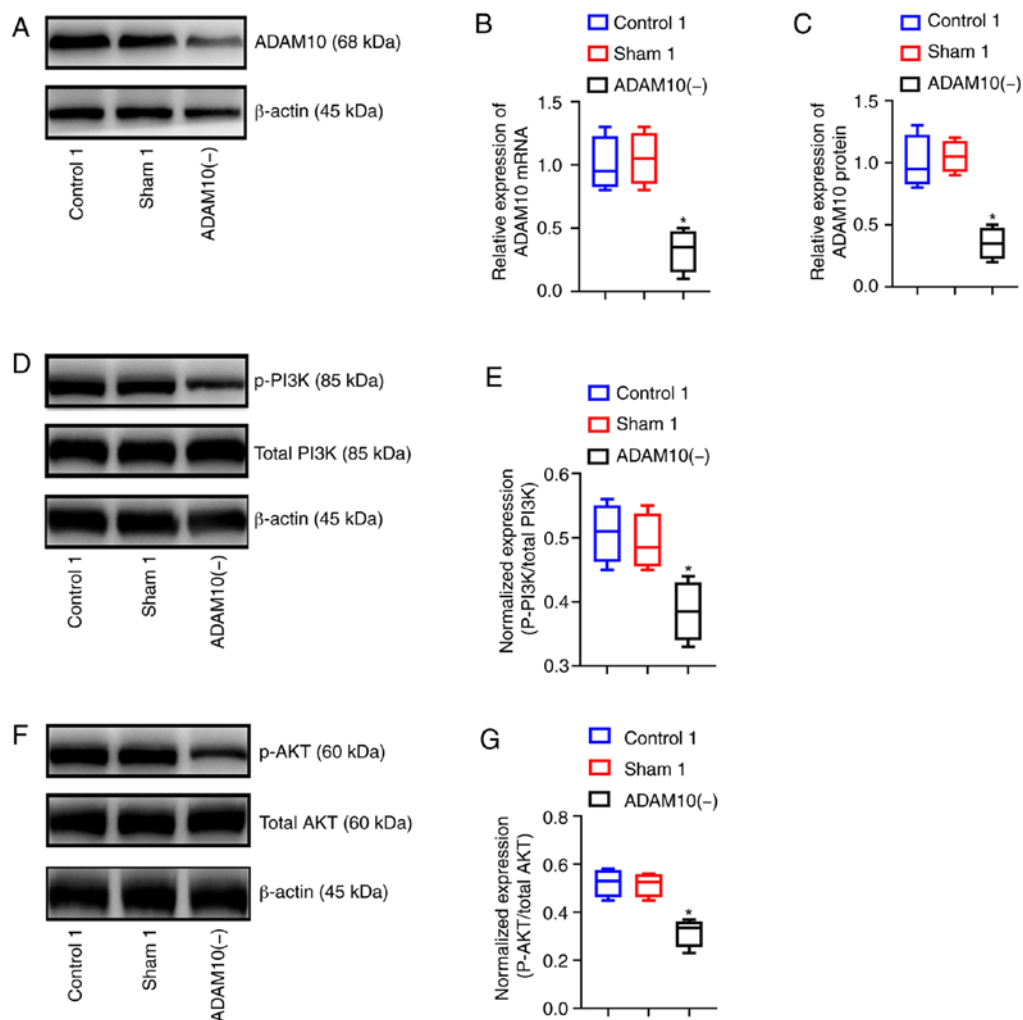 A
ADAM10 (68 kDa)
β-actin (45 kDa)
Control 1
Sham 1
ADAM10(−)
B
Control 1
Sham 1
ADAM10(−)
Relative expression of
ADAM10 mRNA
1.5
1.0
0.5
0.0
*
C
Control 1
Sham 1
ADAM10(−)
Relative expression of
ADAM10 protein
1.5
1.0
0.5
0.0
*
D
p-PI3K (85 kDa)
Total PI3K (85 kDa)
β-actin (45 kDa)
Control 1
Sham 1
ADAM10(−)
E
Control 1
Sham 1
ADAM10(−)
Normalized expression
(P-PI3K/total PI3K)
0.6
0.5
0.4
0.3
*
F
p-AKT (60 kDa)
Total AKT (60 kDa)
β-actin (45 kDa)
Control 1
Sham 1
ADAM10(−)
G
Control 1
Sham 1
ADAM10(−)
Normalized expression
(P-AKT/total AKT)
0.8
0.6
0.4
0.2
0.0
*